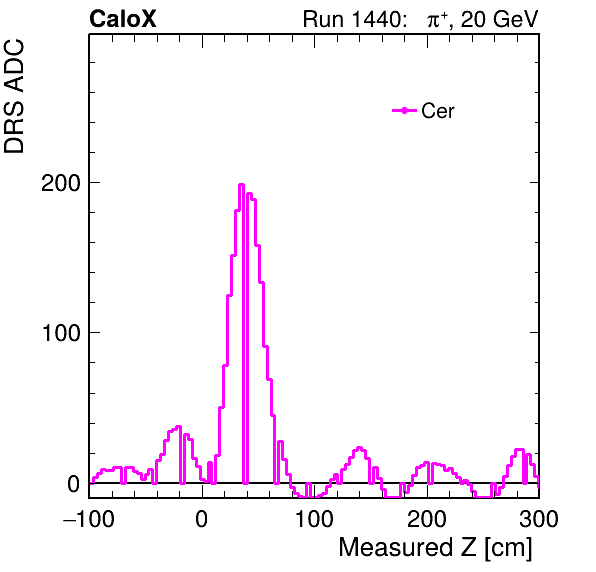 CaloX Run 1440: π⁺, 20 GeV
DRS ADC
Cer
200
100
0
−100 0 100 200 300
Measured Z [cm]